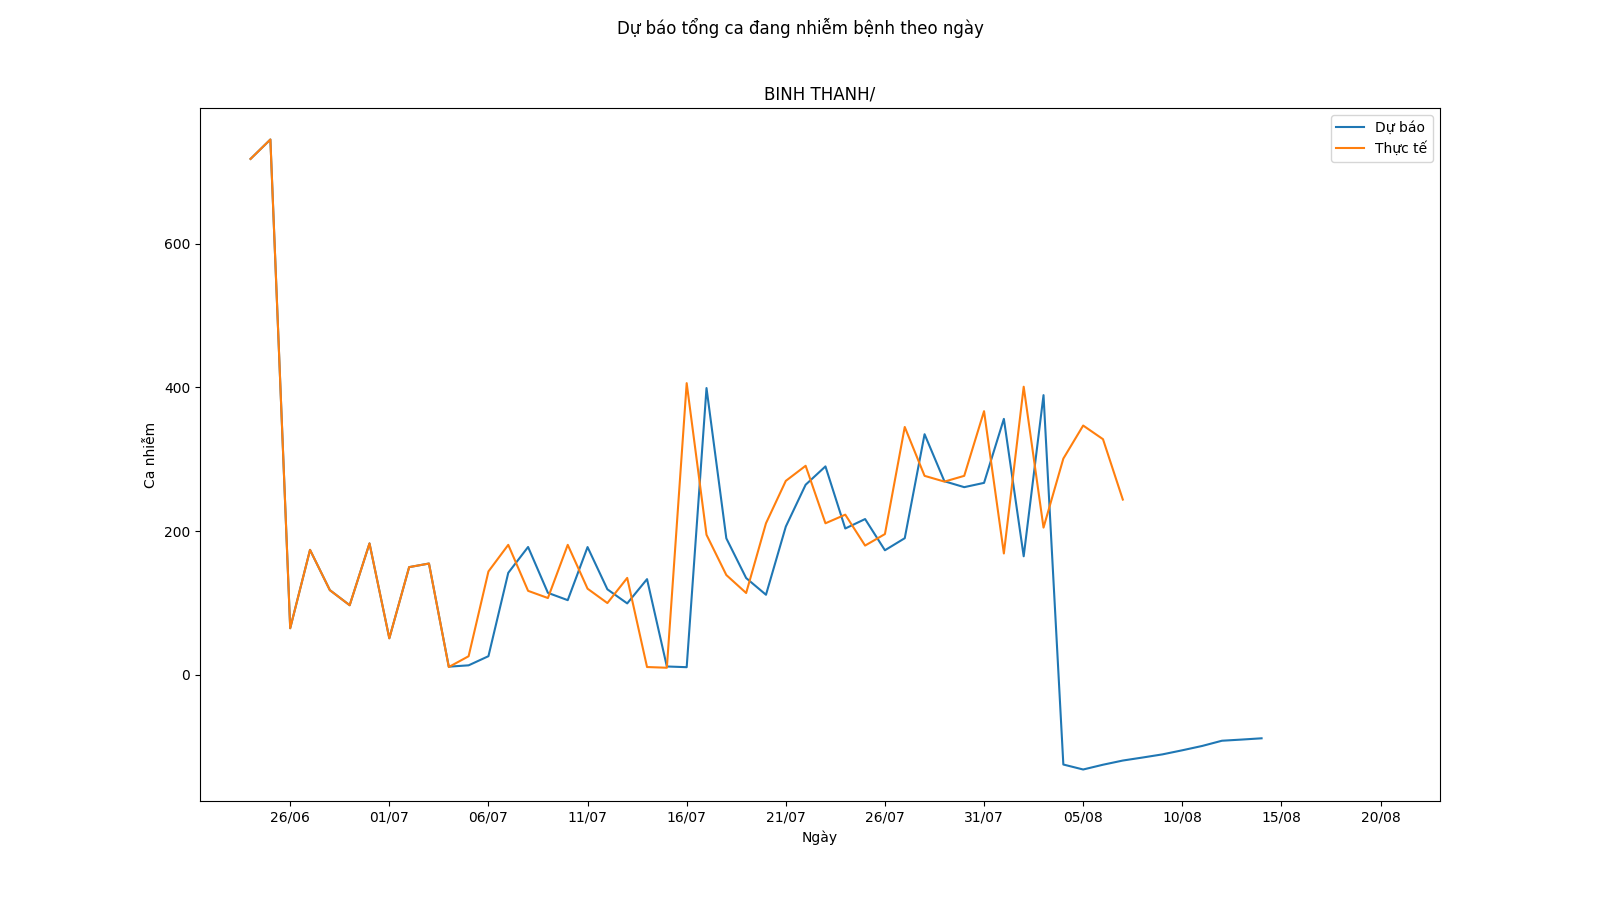 Dự báo tổng ca đang nhiễm bệnh theo ngày
BINH THANH/
Dự báo
Thực tế
Ca nhiễm
600
400
200
0
26/06 01/07 06/07 11/07 16/07 21/07 26/07 31/07 05/08 10/08 15/08 20/08
Ngày